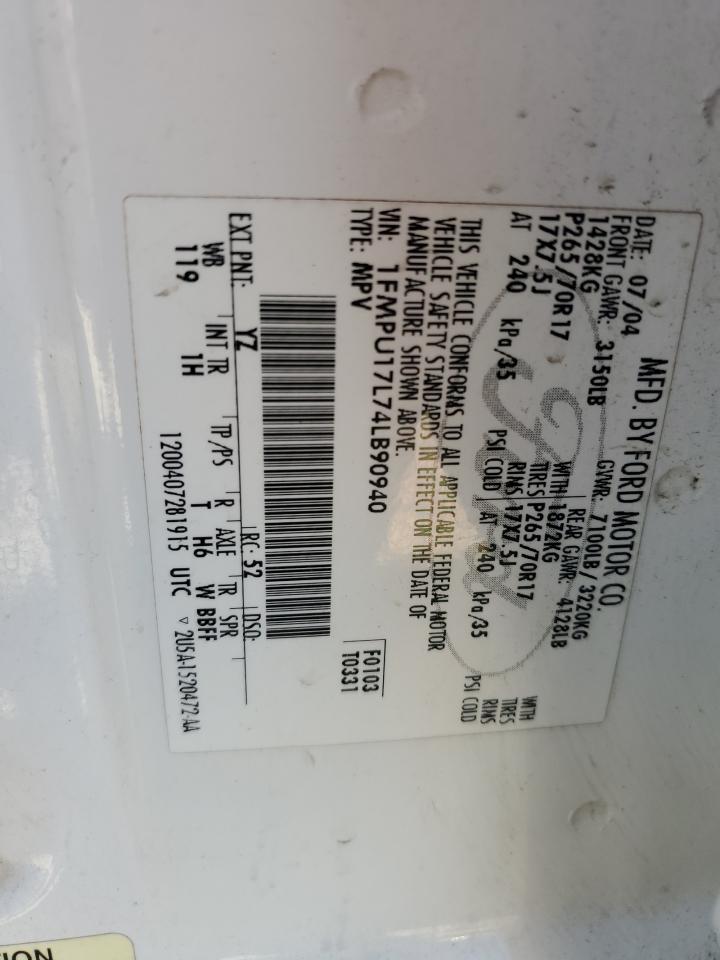 MFD. BY FORD MOTOR CO.
DATE: 07/04 GVWR: 7100LB / 3220KG
FRONT GAWR: 3150LB REAR GAWR: 4128LB
1428KG WITH 1872KG WITH
P265/70R17 TIRES P265/70R17 TIRES
17X7.5J RIMS 17X7.5J RIMS
AT 240 kPa/35 PSI COLD AT 240 kPa/35 PSI COLD
Ford
THIS VEHICLE CONFORMS TO ALL APPLICABLE FEDERAL MOTOR
VEHICLE SAFETY STANDARDS IN EFFECT ON THE DATE OF
MANUFACTURE SHOWN ABOVE.
VIN: 1FMPU17L74LB90940 F0103
TYPE: MPV T0331
EXT PNT: YZ RC: 52 DSO:
WB INT TR TP/PS R AXLE TR SPR
119 1H T H6 W BBFF
1200407281915 UTC ▽ 2U5A-1520472-AA
ION